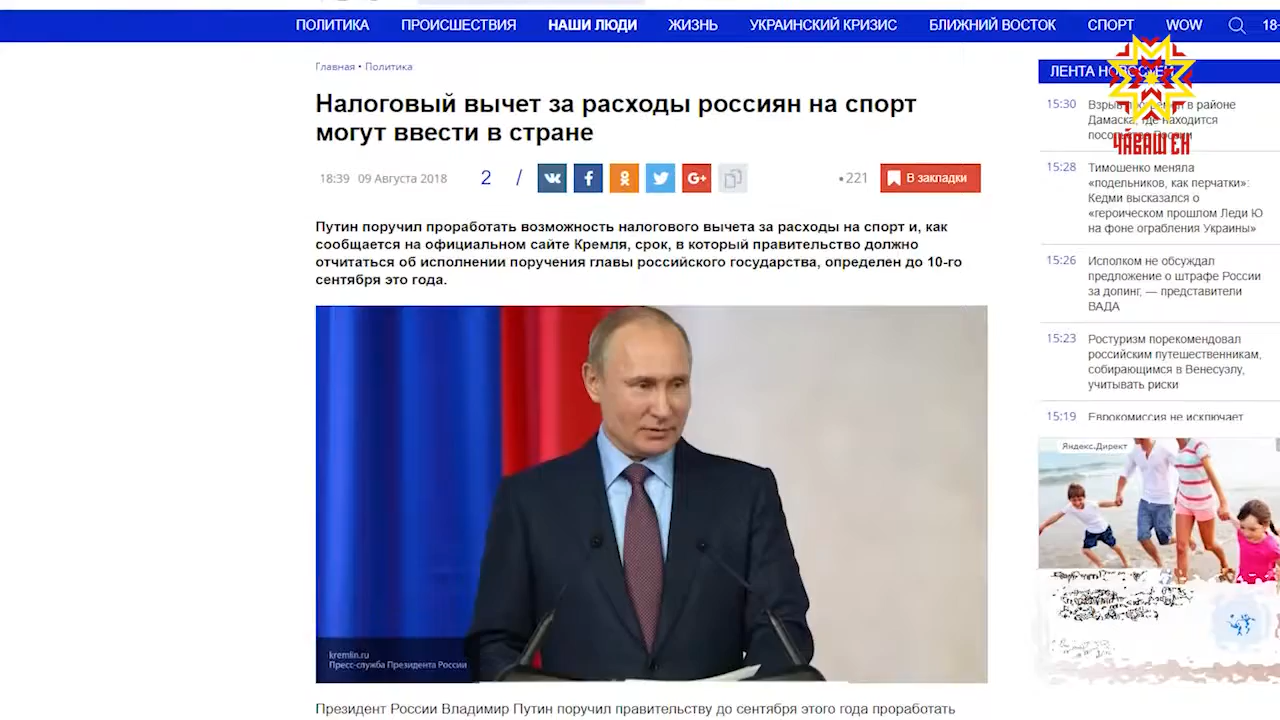 ПОЛИТИКА ПРОИСШЕСТВИЯ НАШИ ЛЮДИ ЖИЗНЬ УКРАИНСКИЙ КРИЗИС БЛИЖНИЙ ВОСТОК СПОРТ WOW 18-
Главная • Политика
Налоговый вычет за расходы россиян на спорт
могут ввести в стране
18:39 09 Августа 2018 2 / G+ 221 В закладки
Путин поручил проработать возможность налогового вычета за расходы на спорт и, как
сообщается на официальном сайте Кремля, срок, в который правительство должно
отчитаться об исполнении поручения главы российского государства, определен до 10-го
сентября это года.
kremlin.ru
Пресс-служба Президента России
Президент России Владимир Путин поручил правительству до сентября этого года проработать
ЛЕНТА
ЧӐВАШ ЕН
15:30 в районе
Дамаска, где находится
России
15:28 Тимошенко меняла
«подельников, как перчатки»:
Кедми высказался о
«героическом прошлом Леди Ю
на фоне ограбления Украины»
15:26 Исполком не обсуждал
предложение о штрафе России
за допинг, — представители
ВАДА
15:23 Ростуризм порекомендовал
российским путешественникам,
собирающимся в Венесуэлу,
учитывать риски
15:19 Еврокомиссия не исключает
Яндекс.Директ